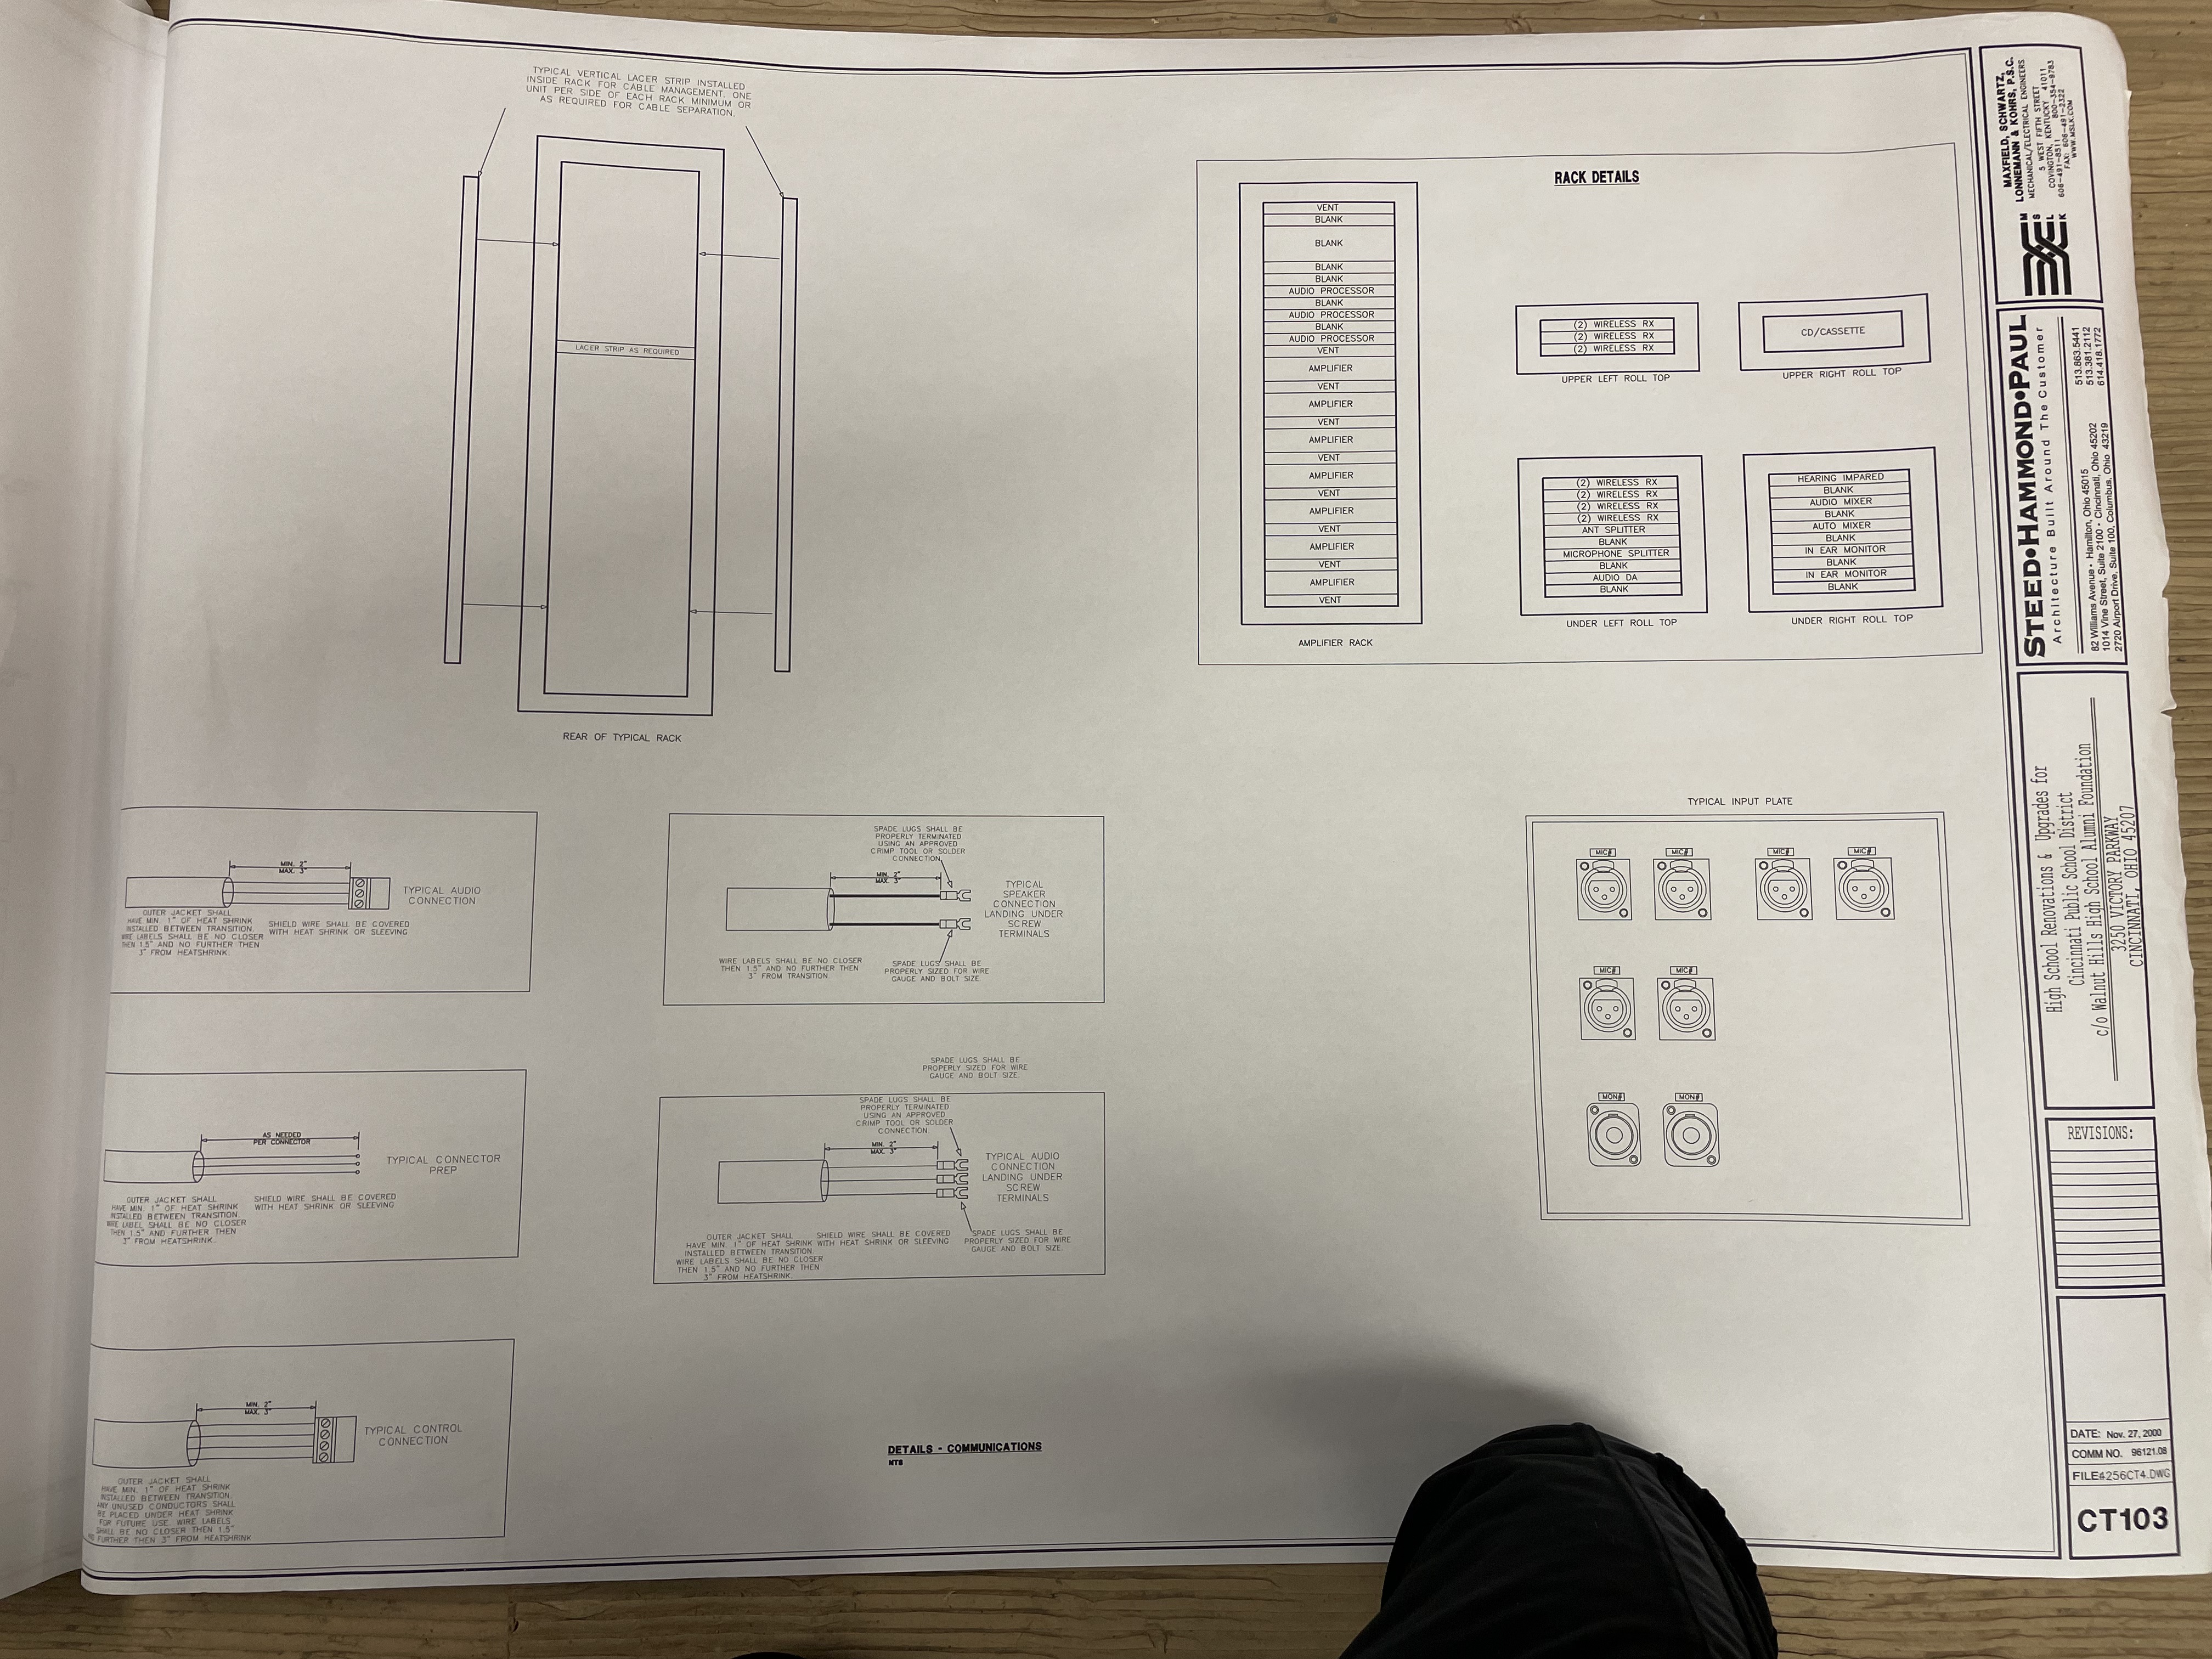 TYPICAL VERTICAL LACER STRIP INSTALLED
INSIDE RACK FOR CABLE MANAGEMENT. ONE
UNIT PER SIDE OF EACH RACK MINIMUM OR
AS REQUIRED FOR CABLE SEPARATION.
LACER STRIP AS REQUIRED
REAR OF TYPICAL RACK
RACK DETAILS
VENT
BLANK
BLANK
BLANK
BLANK
AUDIO PROCESSOR
BLANK
AUDIO PROCESSOR
BLANK
AUDIO PROCESSOR
VENT
AMPLIFIER
VENT
AMPLIFIER
VENT
AMPLIFIER
VENT
AMPLIFIER
VENT
AMPLIFIER
VENT
AMPLIFIER
VENT
AMPLIFIER
VENT
AMPLIFIER RACK
(2) WIRELESS RX
(2) WIRELESS RX
(2) WIRELESS RX
UPPER LEFT ROLL TOP
CD/CASSETTE
UPPER RIGHT ROLL TOP
(2) WIRELESS RX
(2) WIRELESS RX
(2) WIRELESS RX
(2) WIRELESS RX
ANT SPLITTER
BLANK
MICROPHONE SPLITTER
BLANK
AUDIO DA
BLANK
UNDER LEFT ROLL TOP
HEARING IMPARED
BLANK
AUDIO MIXER
BLANK
AUTO MIXER
BLANK
IN EAR MONITOR
BLANK
IN EAR MONITOR
BLANK
UNDER RIGHT ROLL TOP
MIN. 2"
MAX. 3"
TYPICAL AUDIO
CONNECTION
OUTER JACKET SHALL
HAVE MIN. 1" OF HEAT SHRINK
INSTALLED BETWEEN TRANSITION.
WIRE LABELS SHALL BE NO CLOSER
THEN 1.5" AND NO FURTHER THEN
3" FROM HEATSHRINK.
SHIELD WIRE SHALL BE COVERED
WITH HEAT SHRINK OR SLEEVING
SPADE LUGS SHALL BE
PROPERLY TERMINATED
USING AN APPROVED
CRIMP TOOL OR SOLDER
CONNECTION.
MIN. 2"
MAX. 3"
TYPICAL
SPEAKER
CONNECTION
LANDING UNDER
SCREW
TERMINALS
WIRE LABELS SHALL BE NO CLOSER
THEN 1.5" AND NO FURTHER THEN
3" FROM TRANSITION.
SPADE LUGS SHALL BE
PROPERLY SIZED FOR WIRE
GAUGE AND BOLT SIZE.
AS NEEDED
PER CONNECTOR
TYPICAL CONNECTOR
PREP
OUTER JACKET SHALL
HAVE MIN. 1" OF HEAT SHRINK
INSTALLED BETWEEN TRANSITION.
WIRE LABEL SHALL BE NO CLOSER
THEN 1.5" AND FURTHER THEN
3" FROM HEATSHRINK.
SHIELD WIRE SHALL BE COVERED
WITH HEAT SHRINK OR SLEEVING
SPADE LUGS SHALL BE
PROPERLY SIZED FOR WIRE
GAUGE AND BOLT SIZE.
SPADE LUGS SHALL BE
PROPERLY TERMINATED
USING AN APPROVED
CRIMP TOOL OR SOLDER
CONNECTION.
MIN. 2"
MAX. 3"
TYPICAL AUDIO
CONNECTION
LANDING UNDER
SCREW
TERMINALS
OUTER JACKET SHALL
HAVE MIN. 1" OF HEAT SHRINK
INSTALLED BETWEEN TRANSITION.
WIRE LABELS SHALL BE NO CLOSER
THEN 1.5" AND NO FURTHER THEN
3" FROM HEATSHRINK.
SHIELD WIRE SHALL BE COVERED
WITH HEAT SHRINK OR SLEEVING
SPADE LUGS SHALL BE
PROPERLY SIZED FOR WIRE
GAUGE AND BOLT SIZE.
MIN. 2"
MAX. 3"
TYPICAL CONTROL
CONNECTION
OUTER JACKET SHALL
HAVE MIN. 1" OF HEAT SHRINK
INSTALLED BETWEEN TRANSITION.
ANY UNUSED CONDUCTORS SHALL
BE PLACED UNDER HEAT SHRINK
FOR FUTURE USE. WIRE LABELS
SHALL BE NO CLOSER THEN 1.5"
FURTHER THEN 3" FROM HEATSHRINK
TYPICAL INPUT PLATE
MIC# MIC# MIC# MIC#
MIC# MIC#
MON# MON#
DETAILS - COMMUNICATIONS
NTS
MAXFIELD, SCHWARTZ,
LONNEMANN & KOHRS, P.S.C.
MECHANICAL/ELECTRICAL ENGINEERS
5 WEST FIFTH STREET
COVINGTON, KENTUCKY 41011
606-491-8511 8000-354-9783
FAX: 606-491-2322
WWW.MSLK.COM
M
S
L
K
STEED•HAMMOND•PAUL
Architecture Built Around The Customer
82 Williams Avenue • Hamilton, Ohio 45015 513.863.5441
1014 Vine Street, Suite 2100 • Cincinnati, Ohio 45202 513.381.2112
2720 Airport Drive, Suite 100, Columbus, Ohio 43219 614.418.1772
High School Renovations & Upgrades for
Cincinnati Public School District
c/o Walnut Hills High School Alumni Foundation
3250 VICTORY PARKWAY
CINCINNATI, OHIO 45207
REVISIONS:
DATE: Nov. 27, 2000
COMM NO. 96121.08
FILE#4256CT4.DWG
CT103